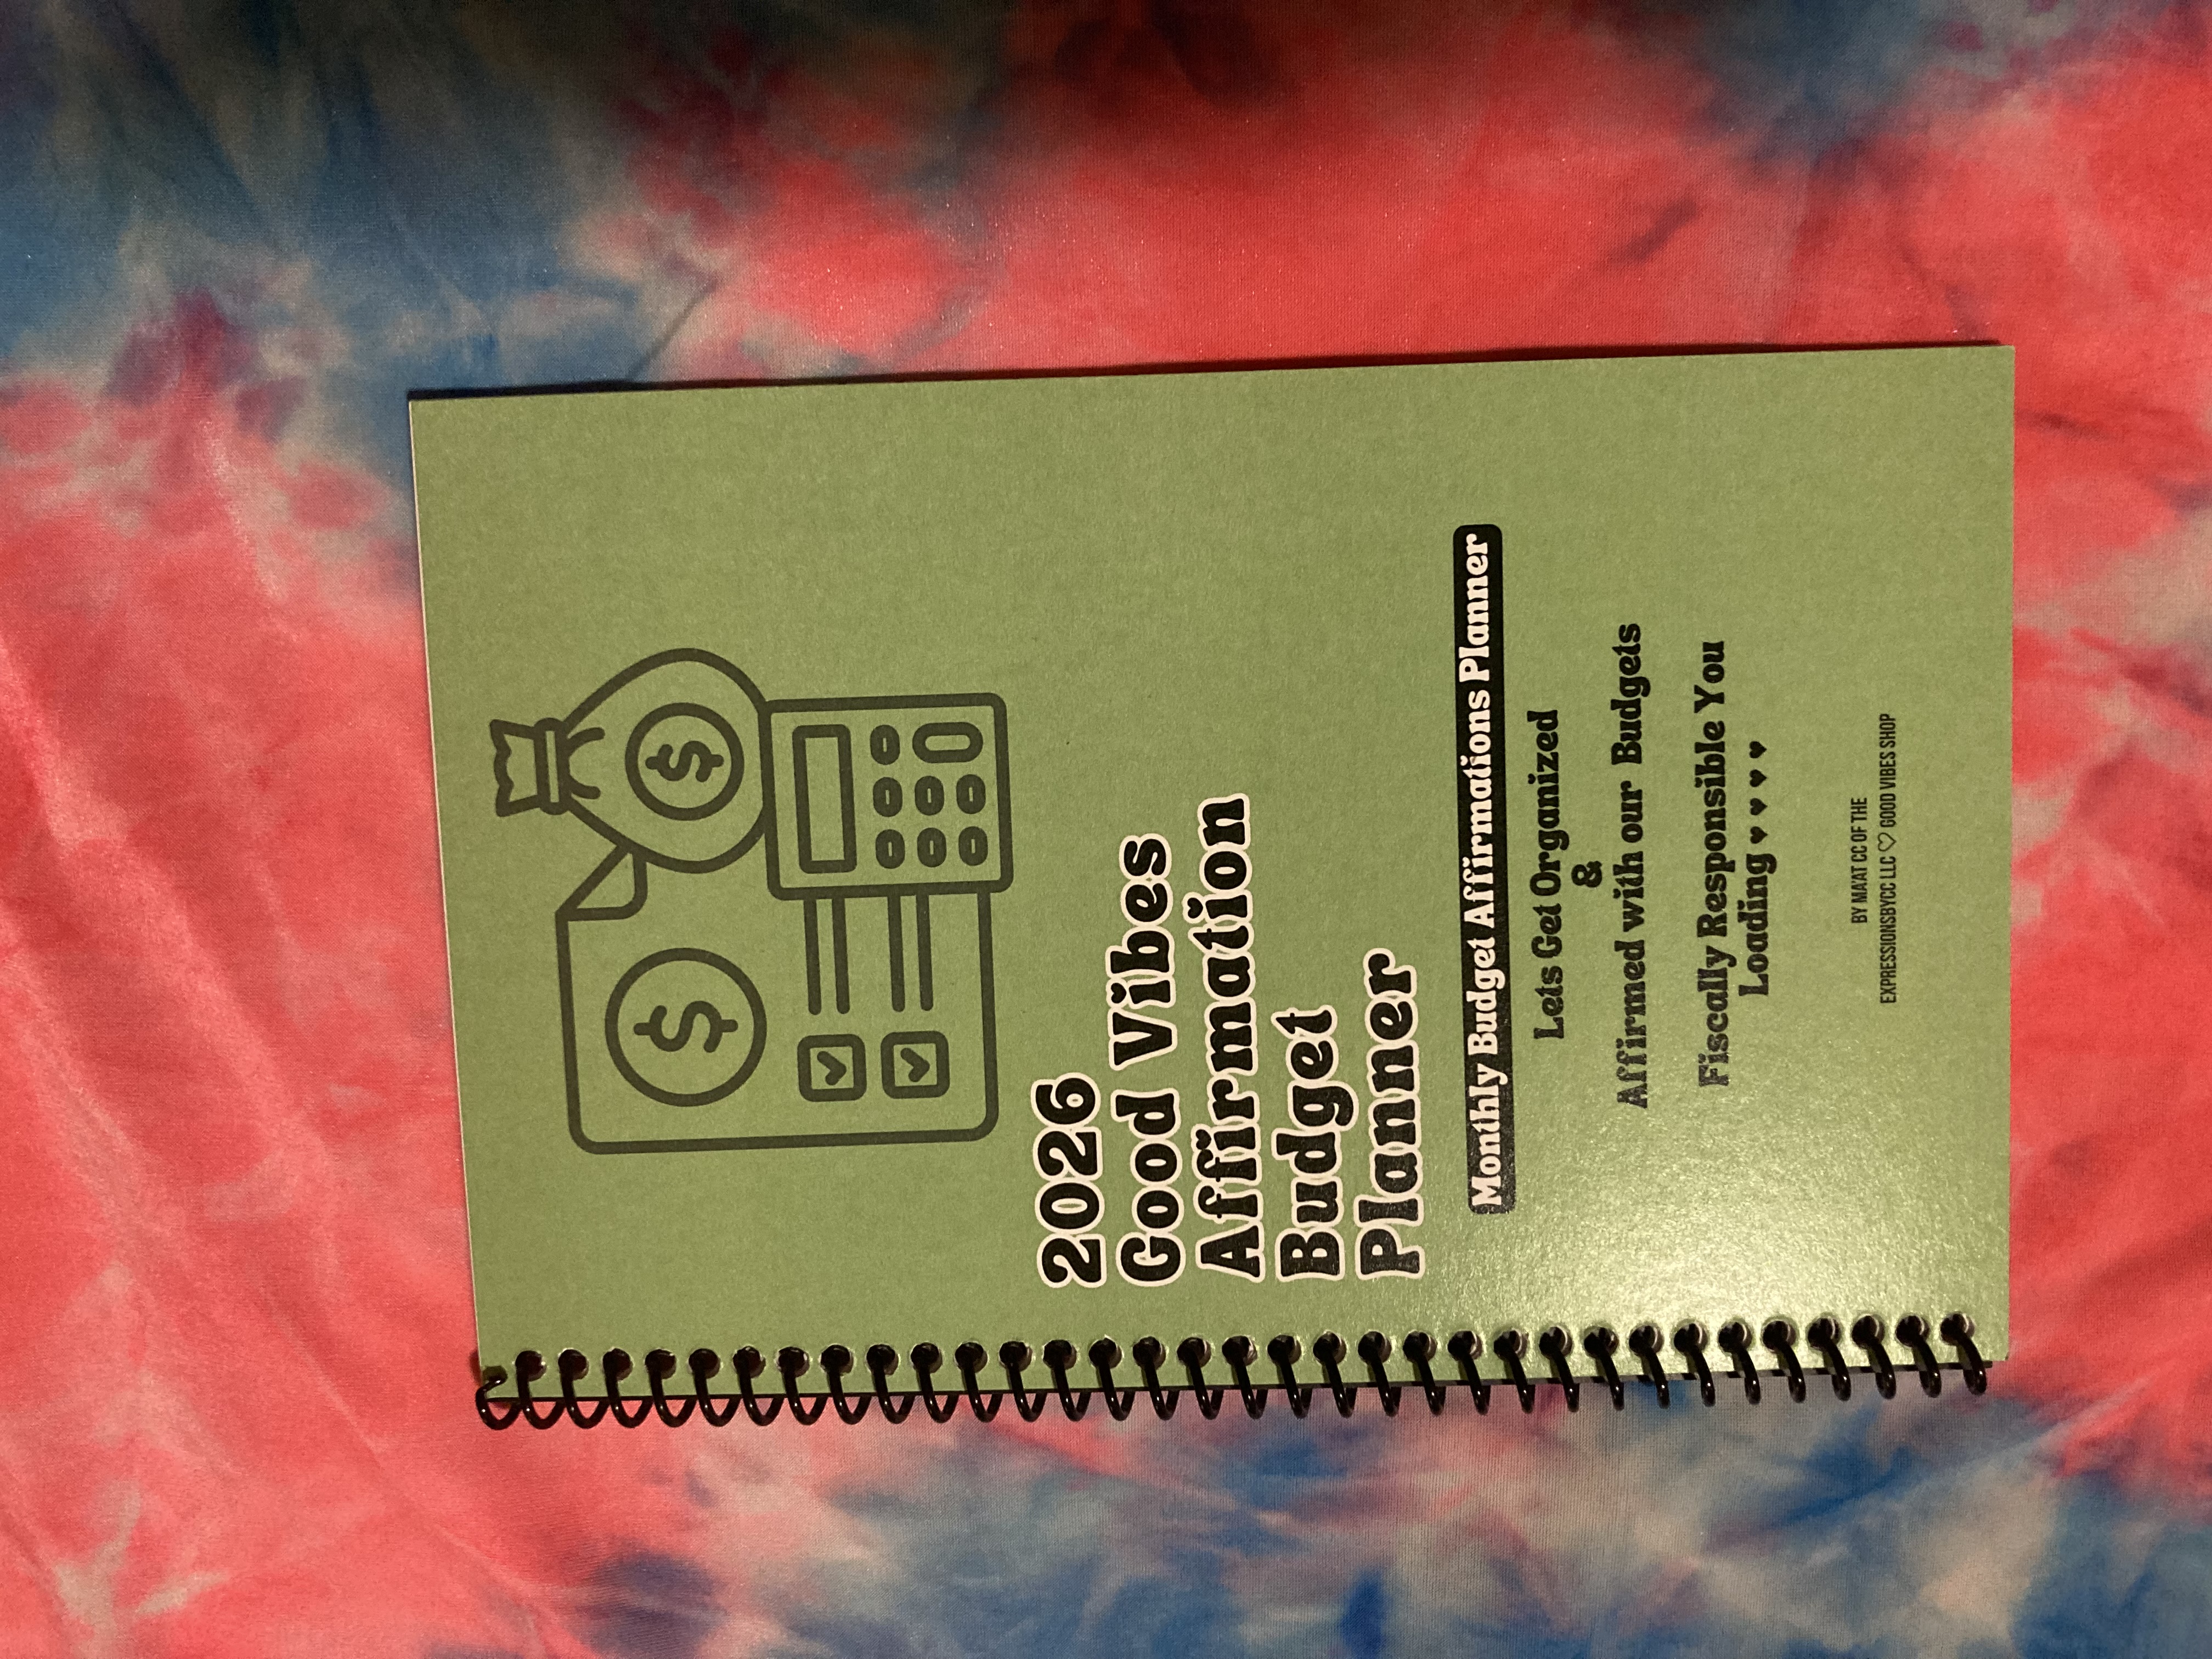 $
$
2026
Good Vibes
Affirmation
Budget
Planner
Monthly Budget Affirmations Planner
Lets Get Organized
&
Affirmed with our Budgets
Fiscally Responsible You
Loading ♥ ♥ ♥ ♥
BY MA'AT CC OF THE
EXPRESSIONSBYCC LLC ♡ GOOD VIBES SHOP